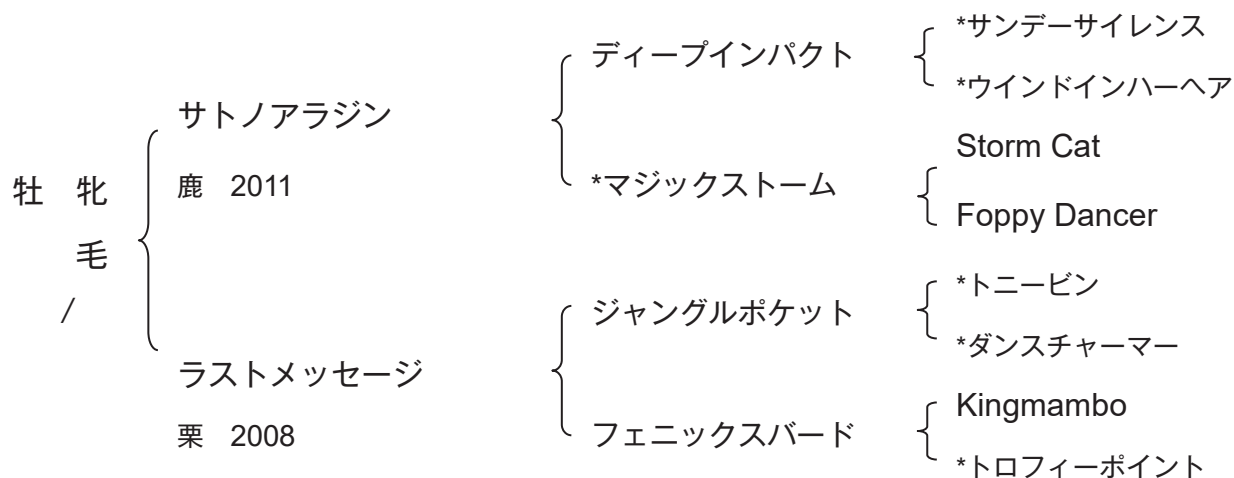 牡 牝
毛
/
サトノアラジン
鹿 2011
ラストメッセージ
栗 2008
ディープインパクト
*マジックストーム
ジャングルポケット
フェニックスバード
*サンデーサイレンス
*ウインドインハーヘア
Storm Cat
Foppy Dancer
*トニービン
*ダンスチャーマー
Kingmambo
*トロフィーポイント